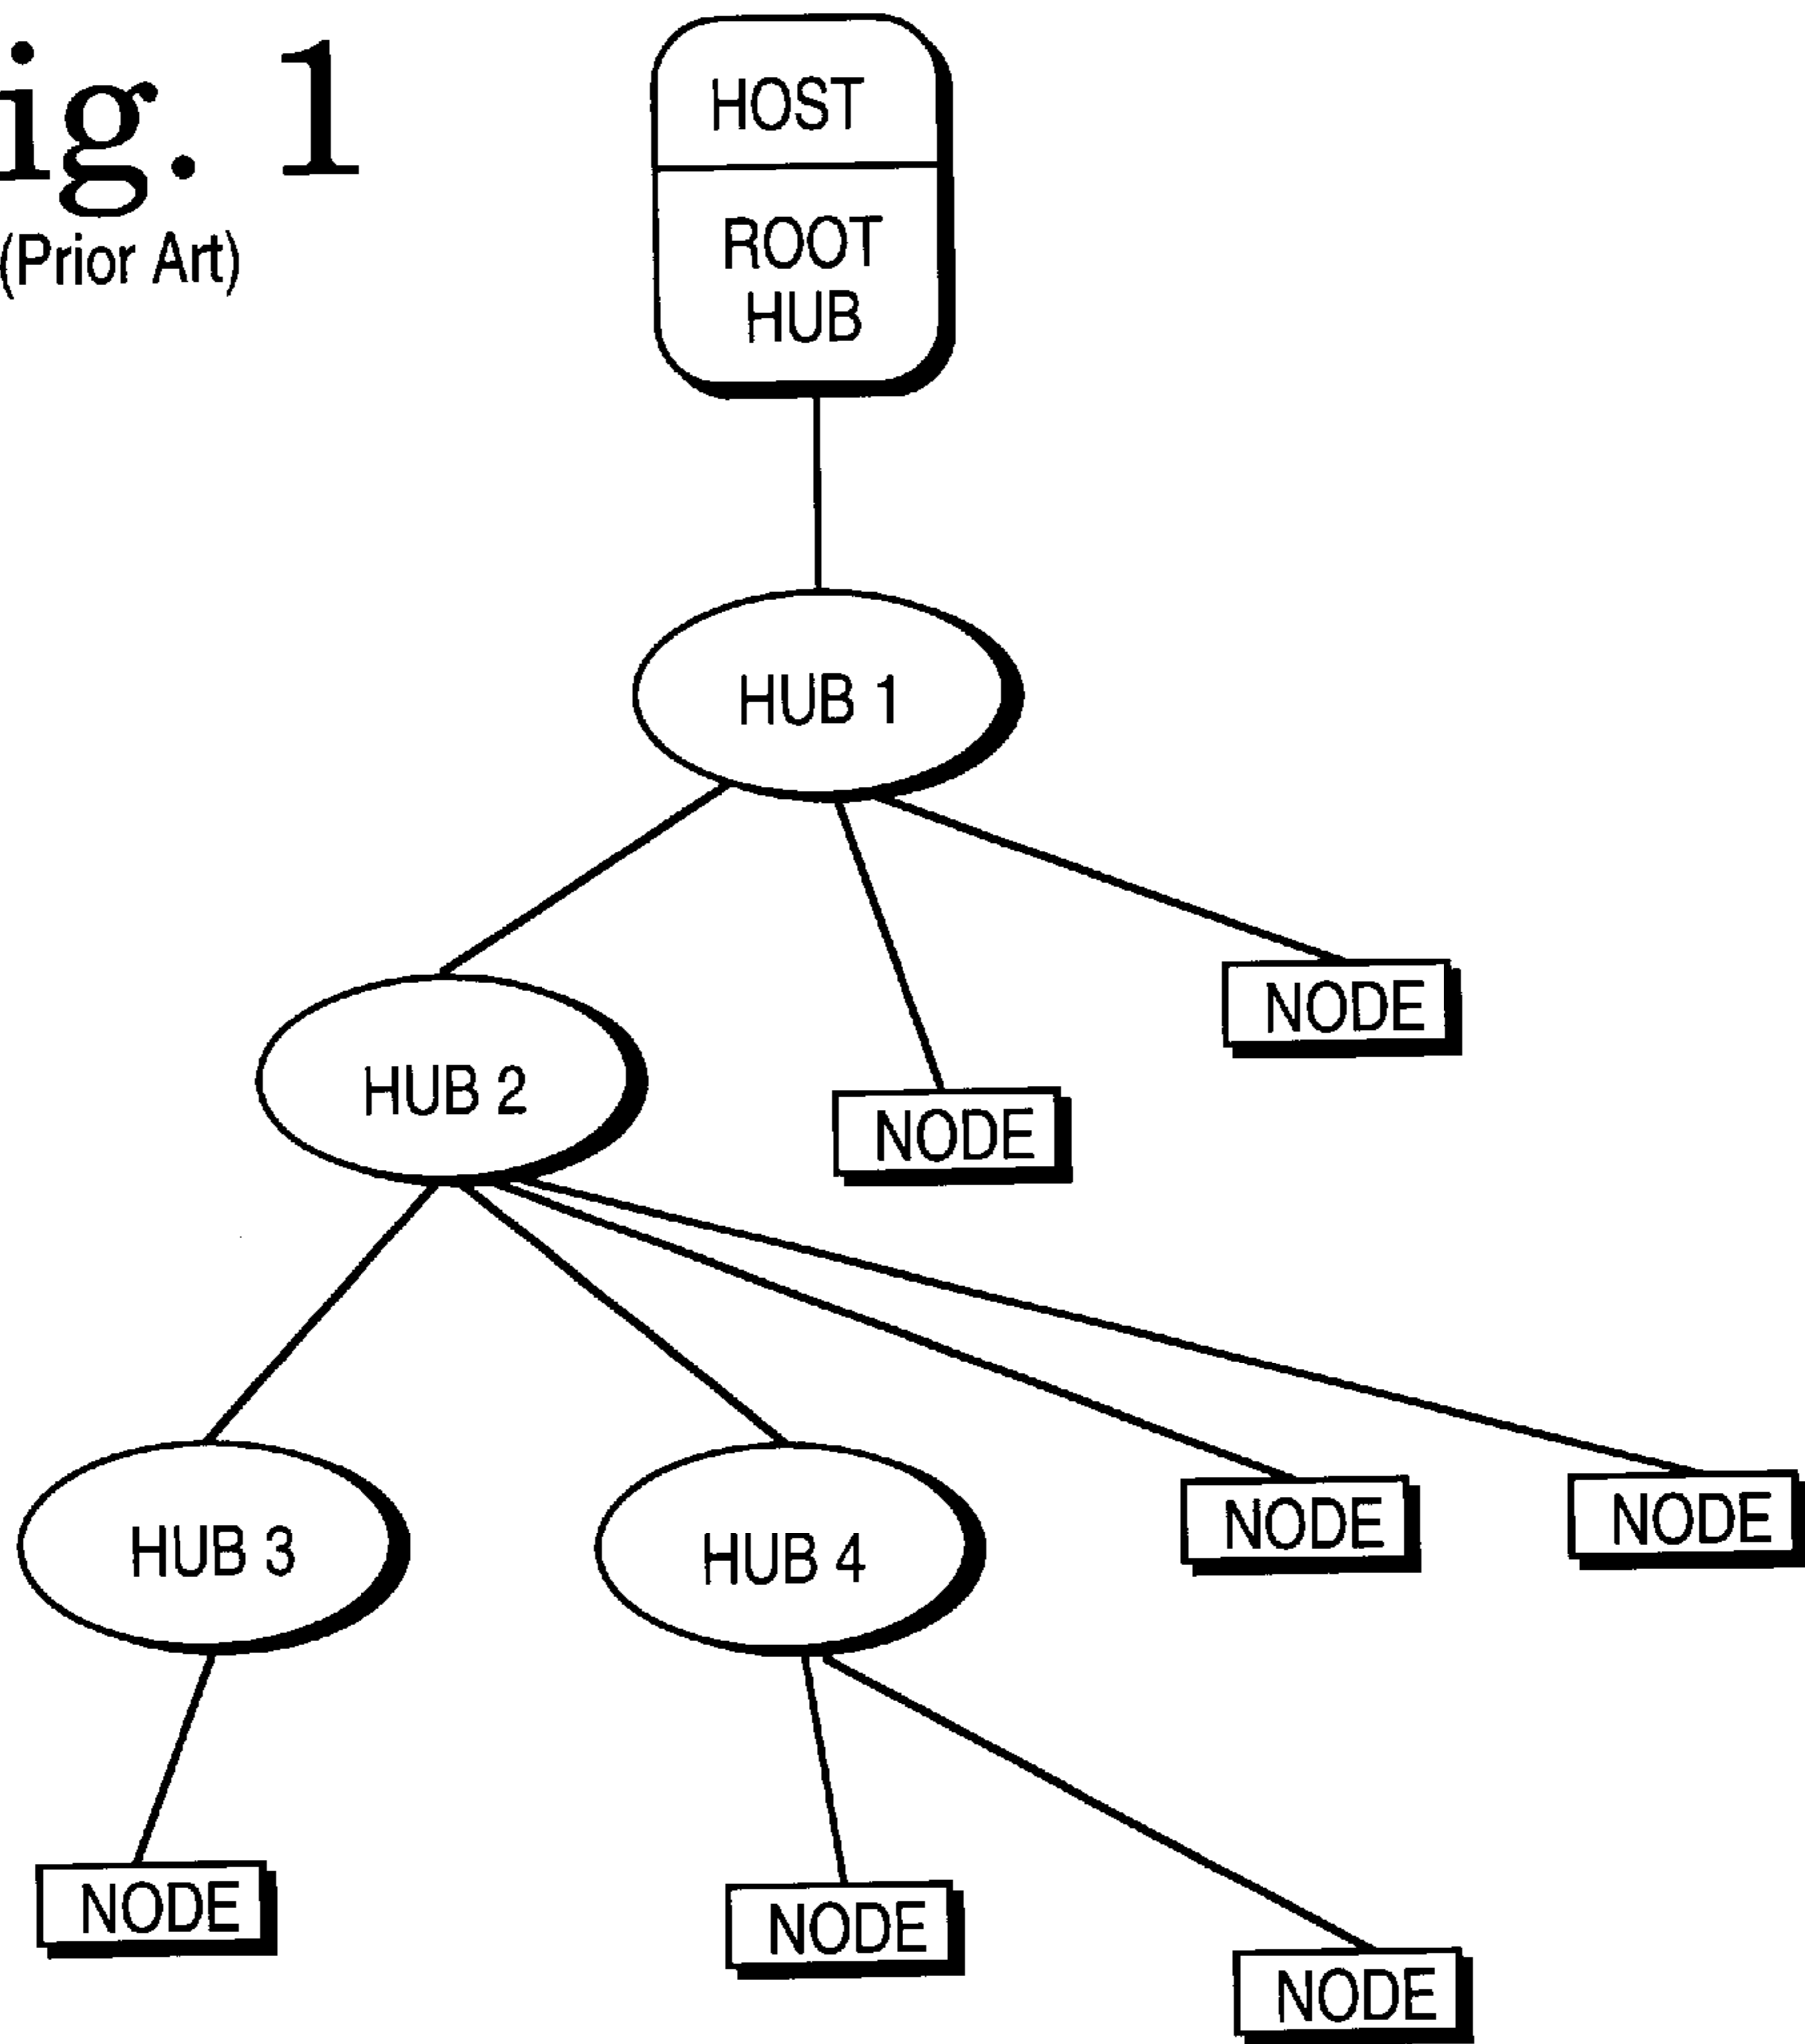 ig. 1
(Prior Art)
HOST
ROOT
HUB
HUB 1
NODE
HUB 2
NODE
HUB 3
HUB 4
NODE
NODE
NODE
NODE
NODE